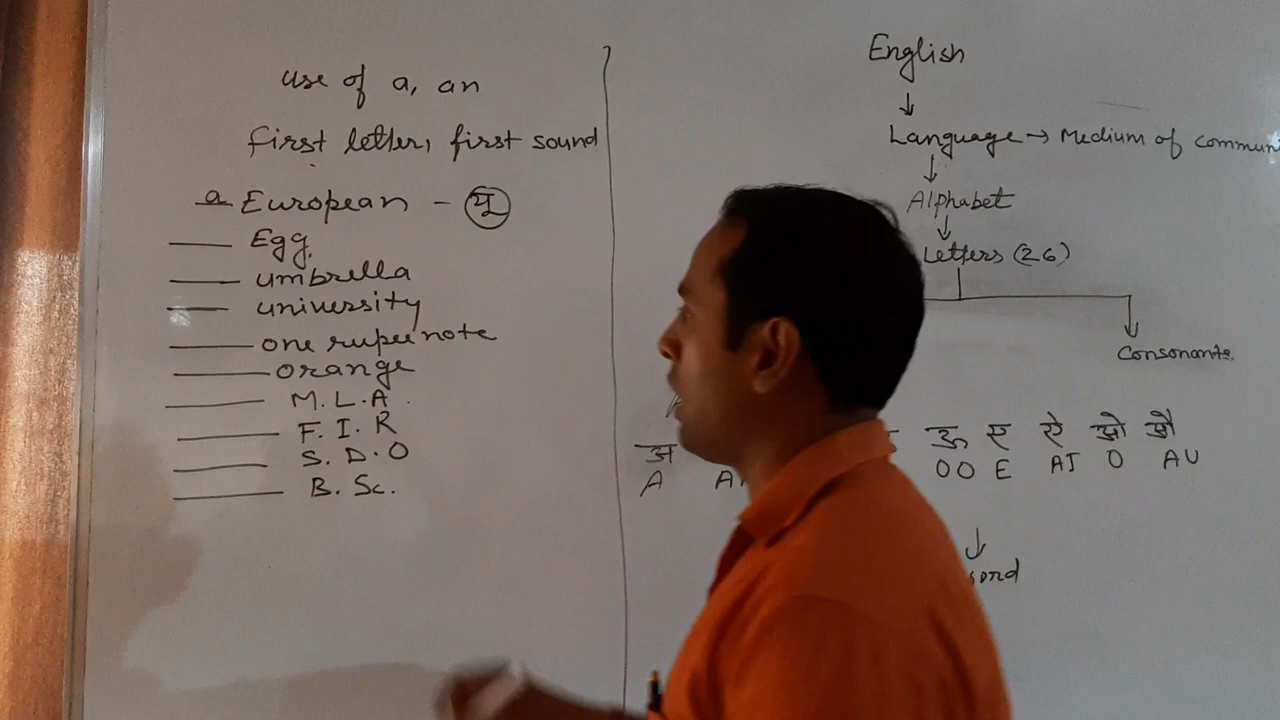 use of a, an
first letter, first sound
a European - यू
Egg.
umbrella
university
one rupee note
orange
M. L. A.
F. I. R
S. D. O
B. Sc.
English
Language → Medium of communi
Alphabet
Letters (26)
Consonants.
अ ऊ ए ऐ ओ औ
A A OO E AI O AU